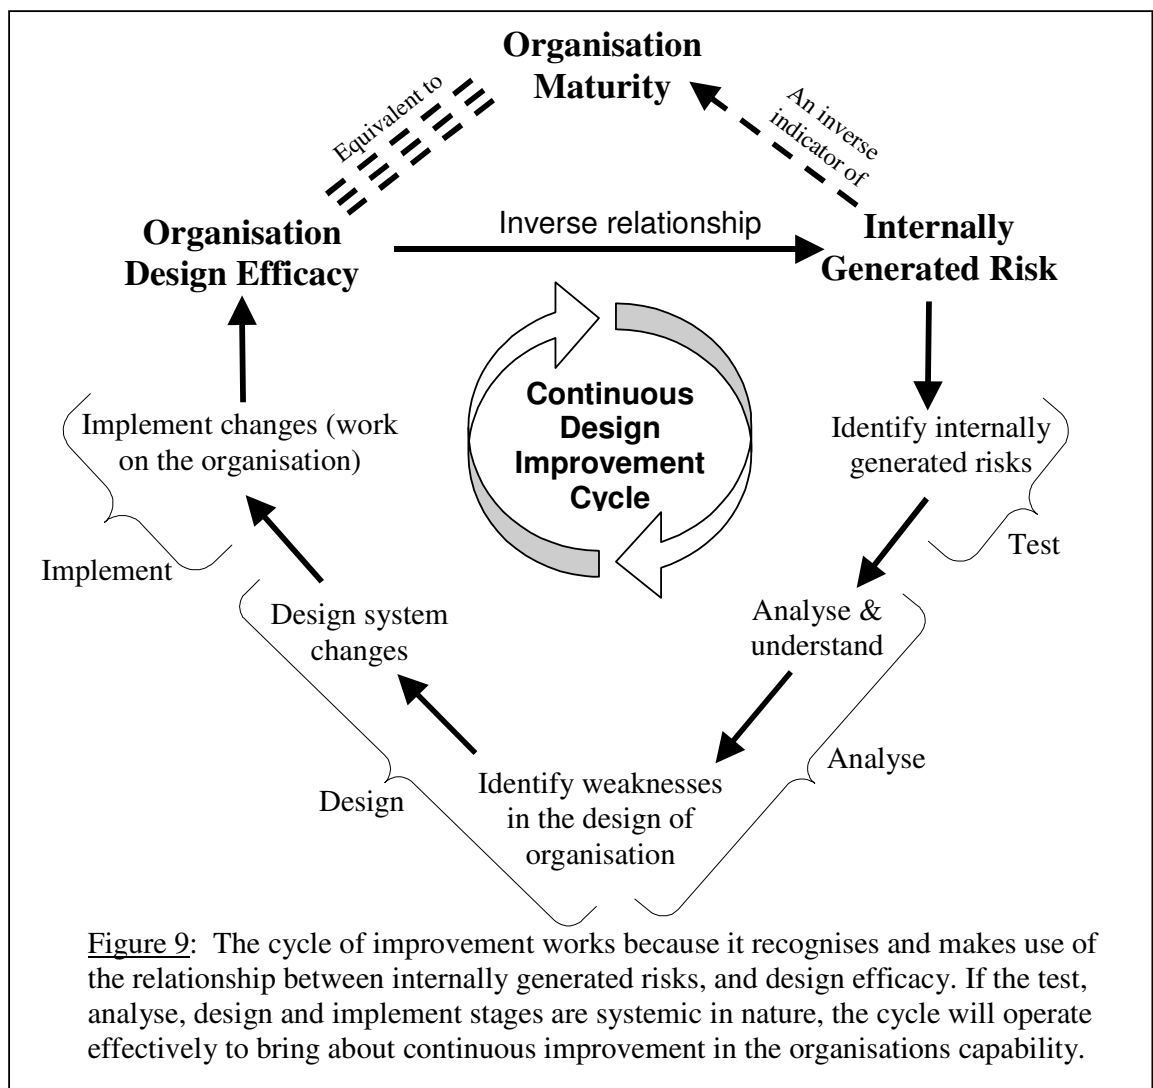 Organisation
Maturity
Equivalent to
An inverse
indicator of
Organisation
Design Efficacy
Inverse relationship
Internally
Generated Risk
Continuous
Design
Improvement
Cycle
Implement changes (work
on the organisation)
Identify internally
generated risks
Implement
Test
Design system
changes
Analyse &
understand
Design
Identify weaknesses
in the design of
organisation
Analyse
Figure 9:  The cycle of improvement works because it recognises and makes use of
the relationship between internally generated risks, and design efficacy. If the test,
analyse, design and implement stages are systemic in nature, the cycle will operate
effectively to bring about continuous improvement in the organisations capability.